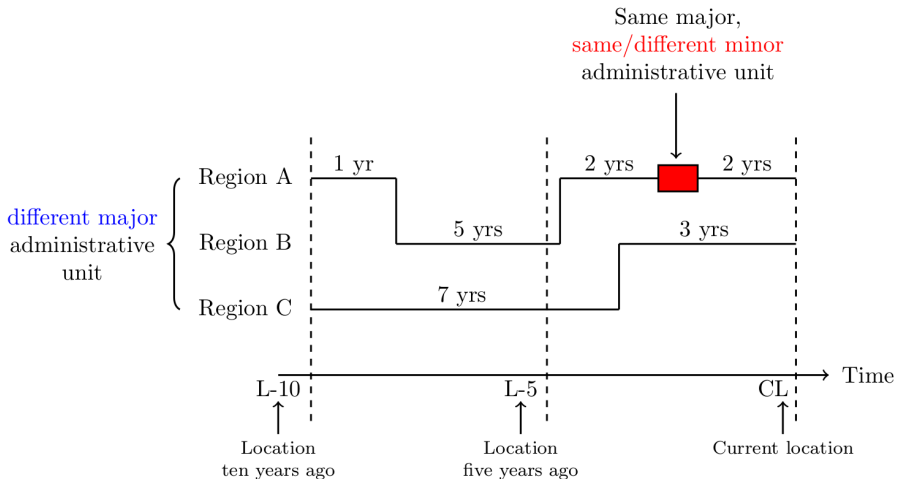 Same major,
same/different minor
administrative unit
1 yr
2 yrs
2 yrs
Region A
different major
administrative
unit
5 yrs
3 yrs
Region B
7 yrs
Region C
Time
L-10
L-5
CL
Location
ten years ago
Location
five years ago
Current location